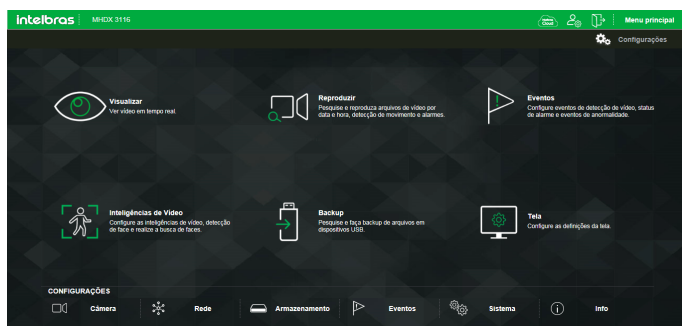 intelbras MHDX 3116 Intelbras Cloud Menu principal
Configurações
Visualizar
Ver vídeo em tempo real.
Reproduzir
Pesquise e reproduza arquivos de vídeo por
data e hora, detecção de movimento e alarmes.
Eventos
Configure eventos de detecção de vídeo, status
de alarme e eventos de anormalidade.
Inteligências de Vídeo
Configure as inteligências de vídeo, detecção
de face e realize a busca de faces.
Backup
Pesquise e faça backup de arquivos em
dispositivos USB.
Tela
Configure as definições da tela.
CONFIGURAÇÕES
Câmera Rede Armazenamento Eventos Sistema Info